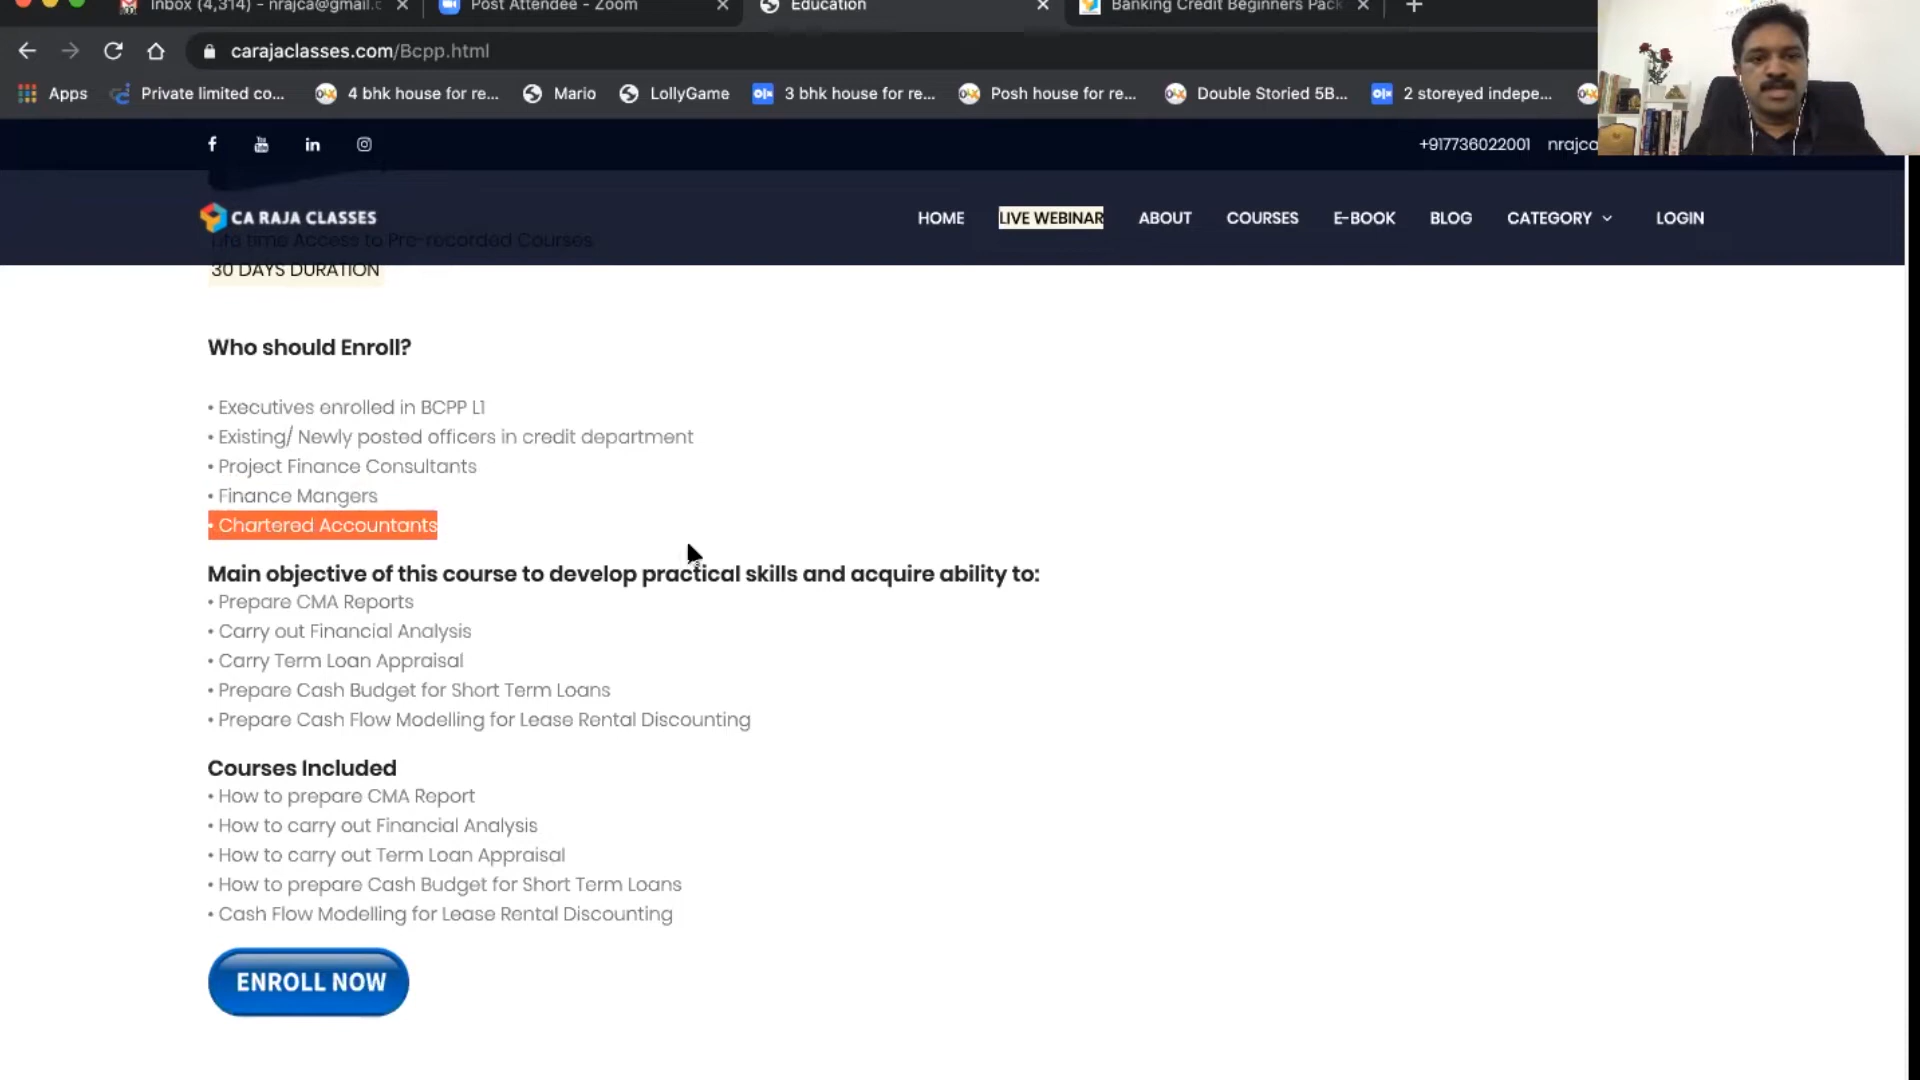 Inbox (4,314) - nrajca@gmail.c
Post Attendee - Zoom
Education
Banking Credit Beginners Pack
carajaclasses.com/Bcpp.html
Apps
Private limited co...
4 bhk house for re...
Mario
LollyGame
3 bhk house for re...
Posh house for re...
Double Storied 5B...
2 storeyed indepe...
+917736022001 nrajca
CA RAJA CLASSES
HOME
LIVE WEBINAR
ABOUT
COURSES
E-BOOK
BLOG
CATEGORY
LOGIN
Life time Access to Pre-recorded Courses
30 DAYS DURATION
Who should Enroll?
• Executives enrolled in BCPP L1
• Existing/ Newly posted officers in credit department
• Project Finance Consultants
• Finance Mangers
• Chartered Accountants
Main objective of this course to develop practical skills and acquire ability to:
• Prepare CMA Reports
• Carry out Financial Analysis
• Carry Term Loan Appraisal
• Prepare Cash Budget for Short Term Loans
• Prepare Cash Flow Modelling for Lease Rental Discounting
Courses Included
• How to prepare CMA Report
• How to carry out Financial Analysis
• How to carry out Term Loan Appraisal
• How to prepare Cash Budget for Short Term Loans
• Cash Flow Modelling for Lease Rental Discounting
ENROLL NOW